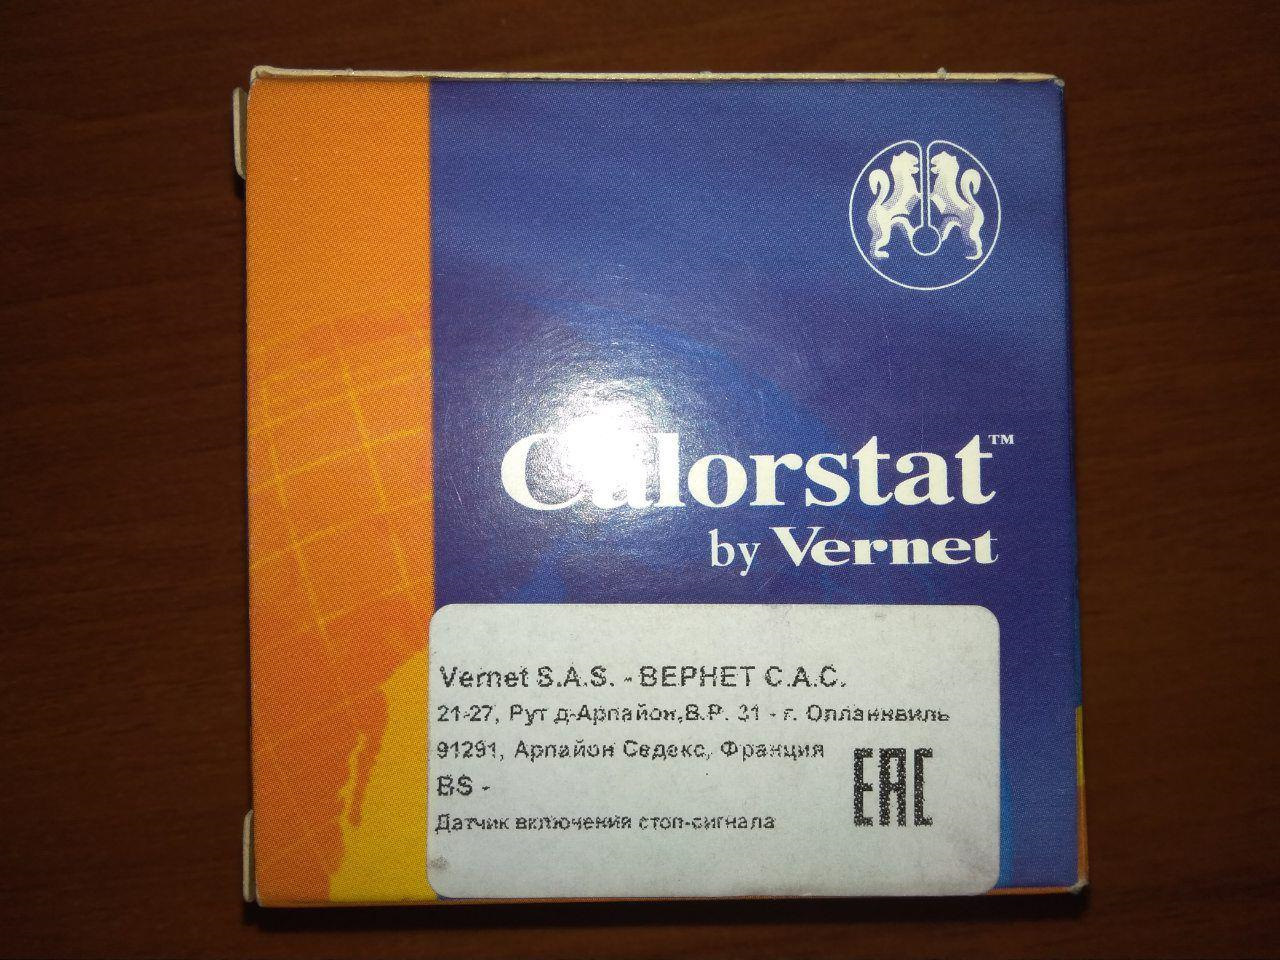 Calorstat™
by Vernet
Vernet S.A.S. - ВЕРНЕТ С.А.С.
21-27, Рут д-Арпайон,В.Р. 31 - г. Оллаинвиль
91291, Арпайон Седекс, Франция
BS -
Датчик включения стоп-сигнала
EAC